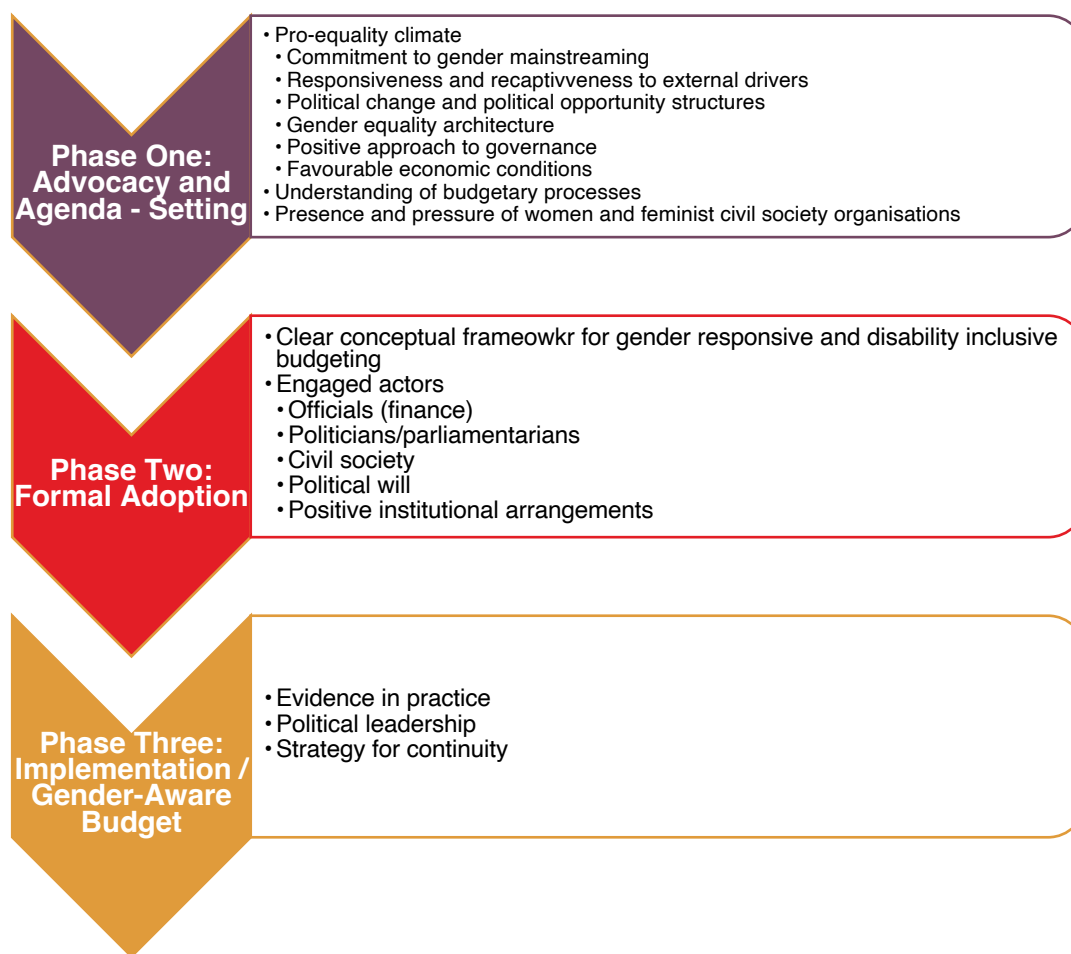 Phase One:
Advocacy and
Agenda - Setting
• Pro-equality climate
• Commitment to gender mainstreaming
• Responsiveness and recaptivveness to external drivers
• Political change and political opportunity structures
• Gender equality architecture
• Positive approach to governance
• Favourable economic conditions
• Understanding of budgetary processes
• Presence and pressure of women and feminist civil society organisations
Phase Two:
Formal Adoption
• Clear conceptual frameowkr for gender responsive and disability inclusive
budgeting
• Engaged actors
• Officials (finance)
• Politicians/parliamentarians
• Civil society
• Political will
• Positive institutional arrangements
Phase Three:
Implementation /
Gender-Aware
Budget
• Evidence in practice
• Political leadership
• Strategy for continuity